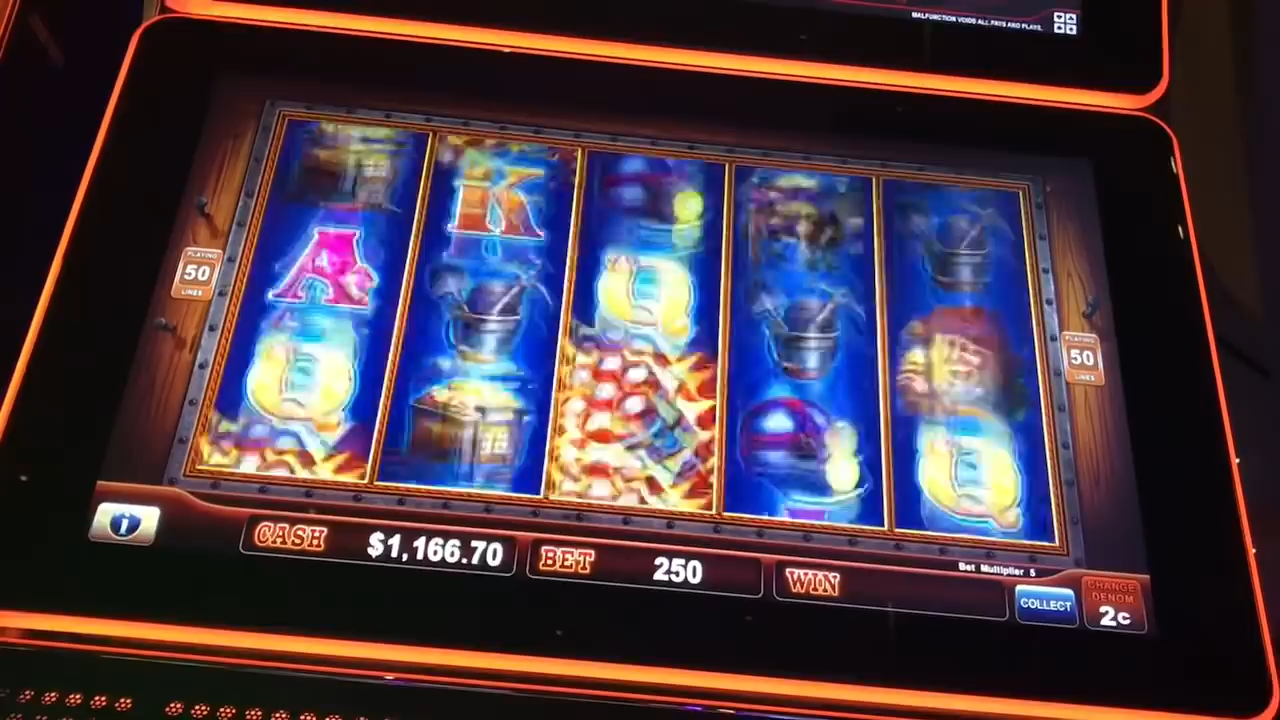 MALFUNCTION VOIDS ALL PAYS AND PLAYS.
K
A
Q
PLAYING
50
LINES
Q
PLAYING
50
LINES
Q
CASH $1,166.70
BET 250
WIN
Bet Multiplier 5
COLLECT
CHANGE
DENOM
2c
i